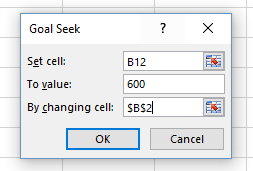 Goal Seek ? ×
Set cell: B12
To value: 600
By changing cell: $B$2
OK Cancel